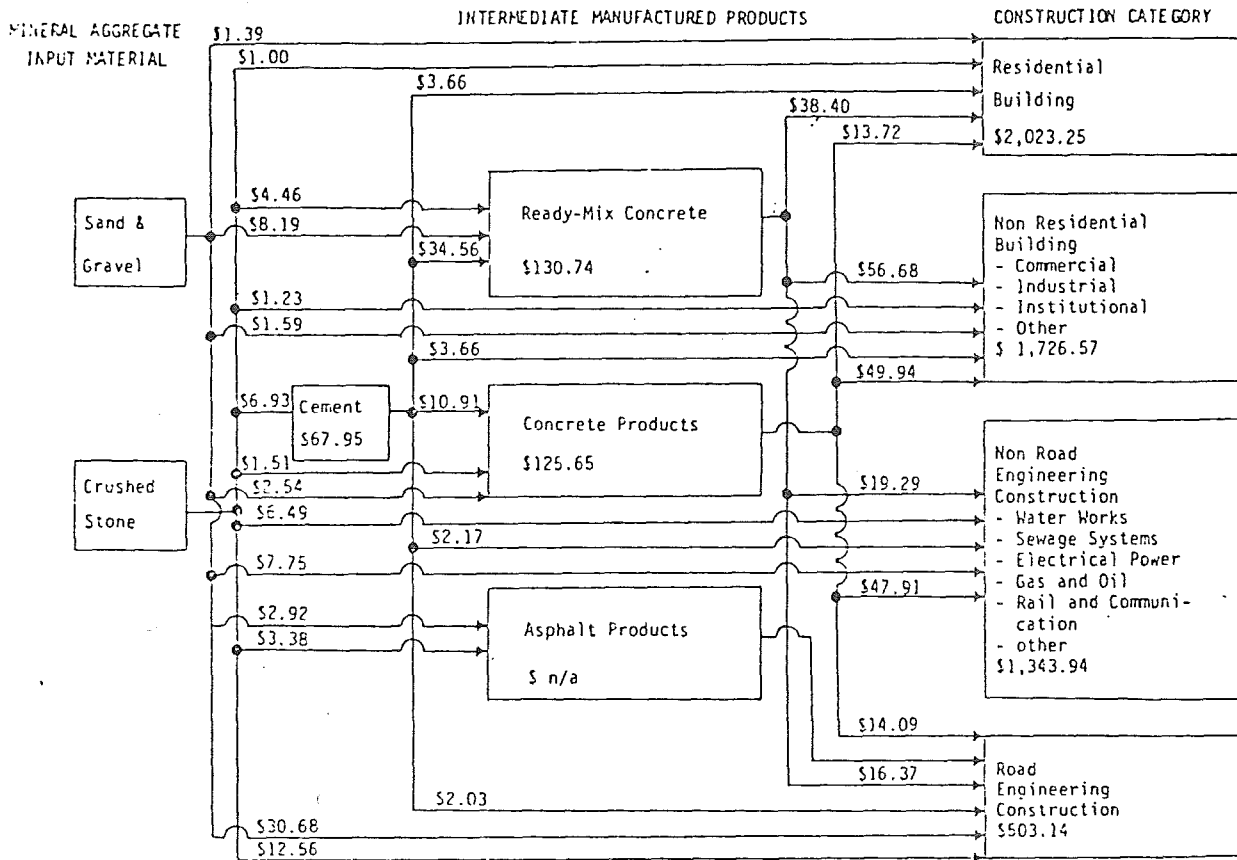 MINERAL AGGREGATE
INPUT MATERIAL
INTERMEDIATE MANUFACTURED PRODUCTS
CONSTRUCTION CATEGORY
$1.39
$1.00
$3.66
$38.40
$13.72
Residential
Building
$2,023.25
Sand &
Gravel
$4.46
$8.19
$34.56
Ready-Mix Concrete
$130.74
Non Residential
Building
- Commercial
- Industrial
- Institutional
- Other
$ 1,726.57
$56.68
$1.23
$1.59
$3.66
$49.94
$6.93
Cement
$67.95
$10.91
Concrete Products
$125.65
Crushed
Stone
$1.51
$2.54
$6.49
$2.17
$7.75
$19.29
$47.91
Non Road
Engineering
Construction
- Water Works
- Sewage Systems
- Electrical Power
- Gas and Oil
- Rail and Communi-
cation
- other
$1,343.94
$2.92
$3.38
Asphalt Products
$ n/a
$14.09
$16.37
$2.03
$30.68
$12.56
Road
Engineering
Construction
$503.14